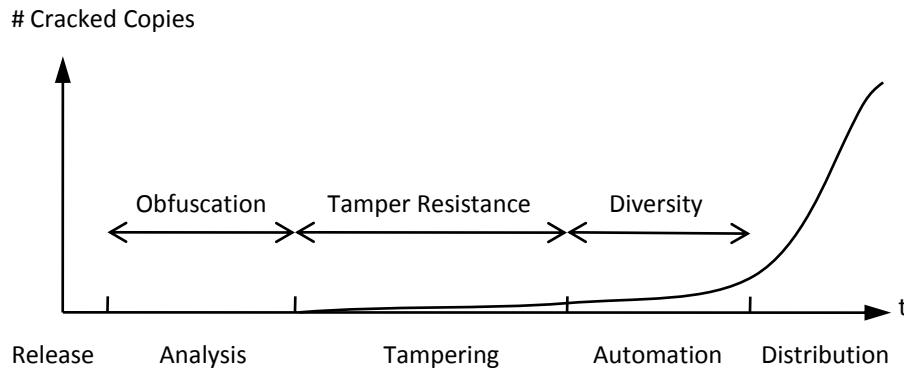 # Cracked Copies
Obfuscation Tamper Resistance Diversity
t
Release Analysis Tampering Automation Distribution